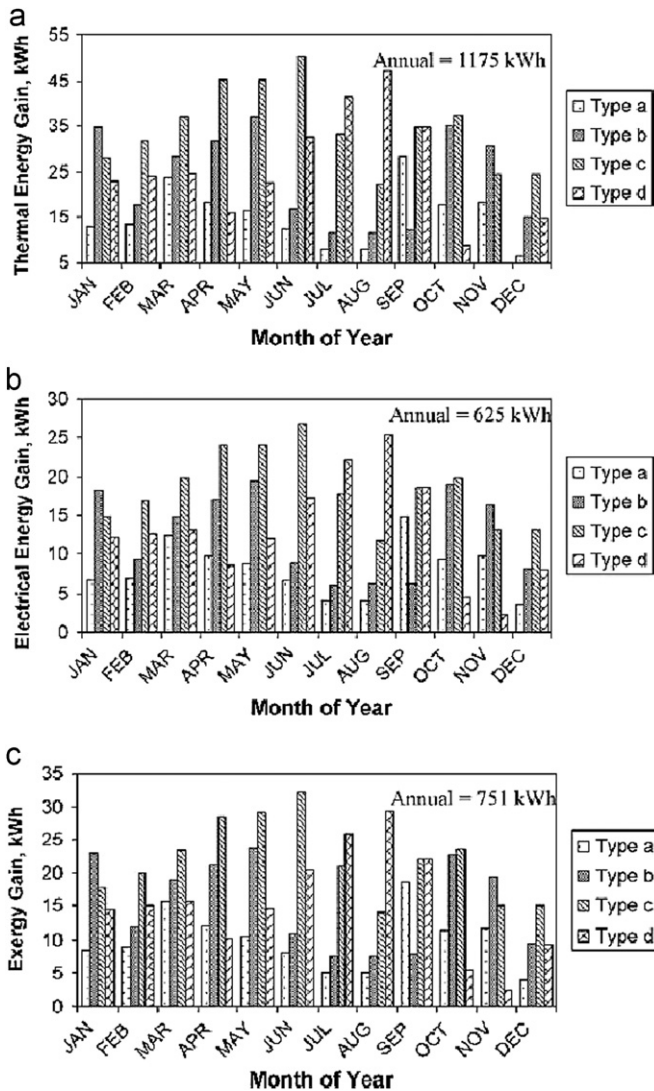 a
Thermal Energy Gain, kWh
55
45
35
25
15
5
Annual = 1175 kWh
JAN
FEB
MAR
APR
MAY
JUN
JUL
AUG
SEP
OCT
NOV
DEC
Month of Year
Type a
Type b
Type c
Type d
b
Electrical Energy Gain, kWh
30
25
20
15
10
5
0
Annual = 625 kWh
JAN
FEB
MAR
APR
MAY
JUN
JUL
AUG
SEP
OCT
NOV
DEC
Month of Year
Type a
Type b
Type c
Type d
c
Exergy Gain, kWh
35
30
25
20
15
10
5
0
Annual = 751 kWh
JAN
FEB
MAR
APR
MAY
JUN
JUL
AUG
SEP
OCT
NOV
DEC
Month of Year
Type a
Type b
Type c
Type d